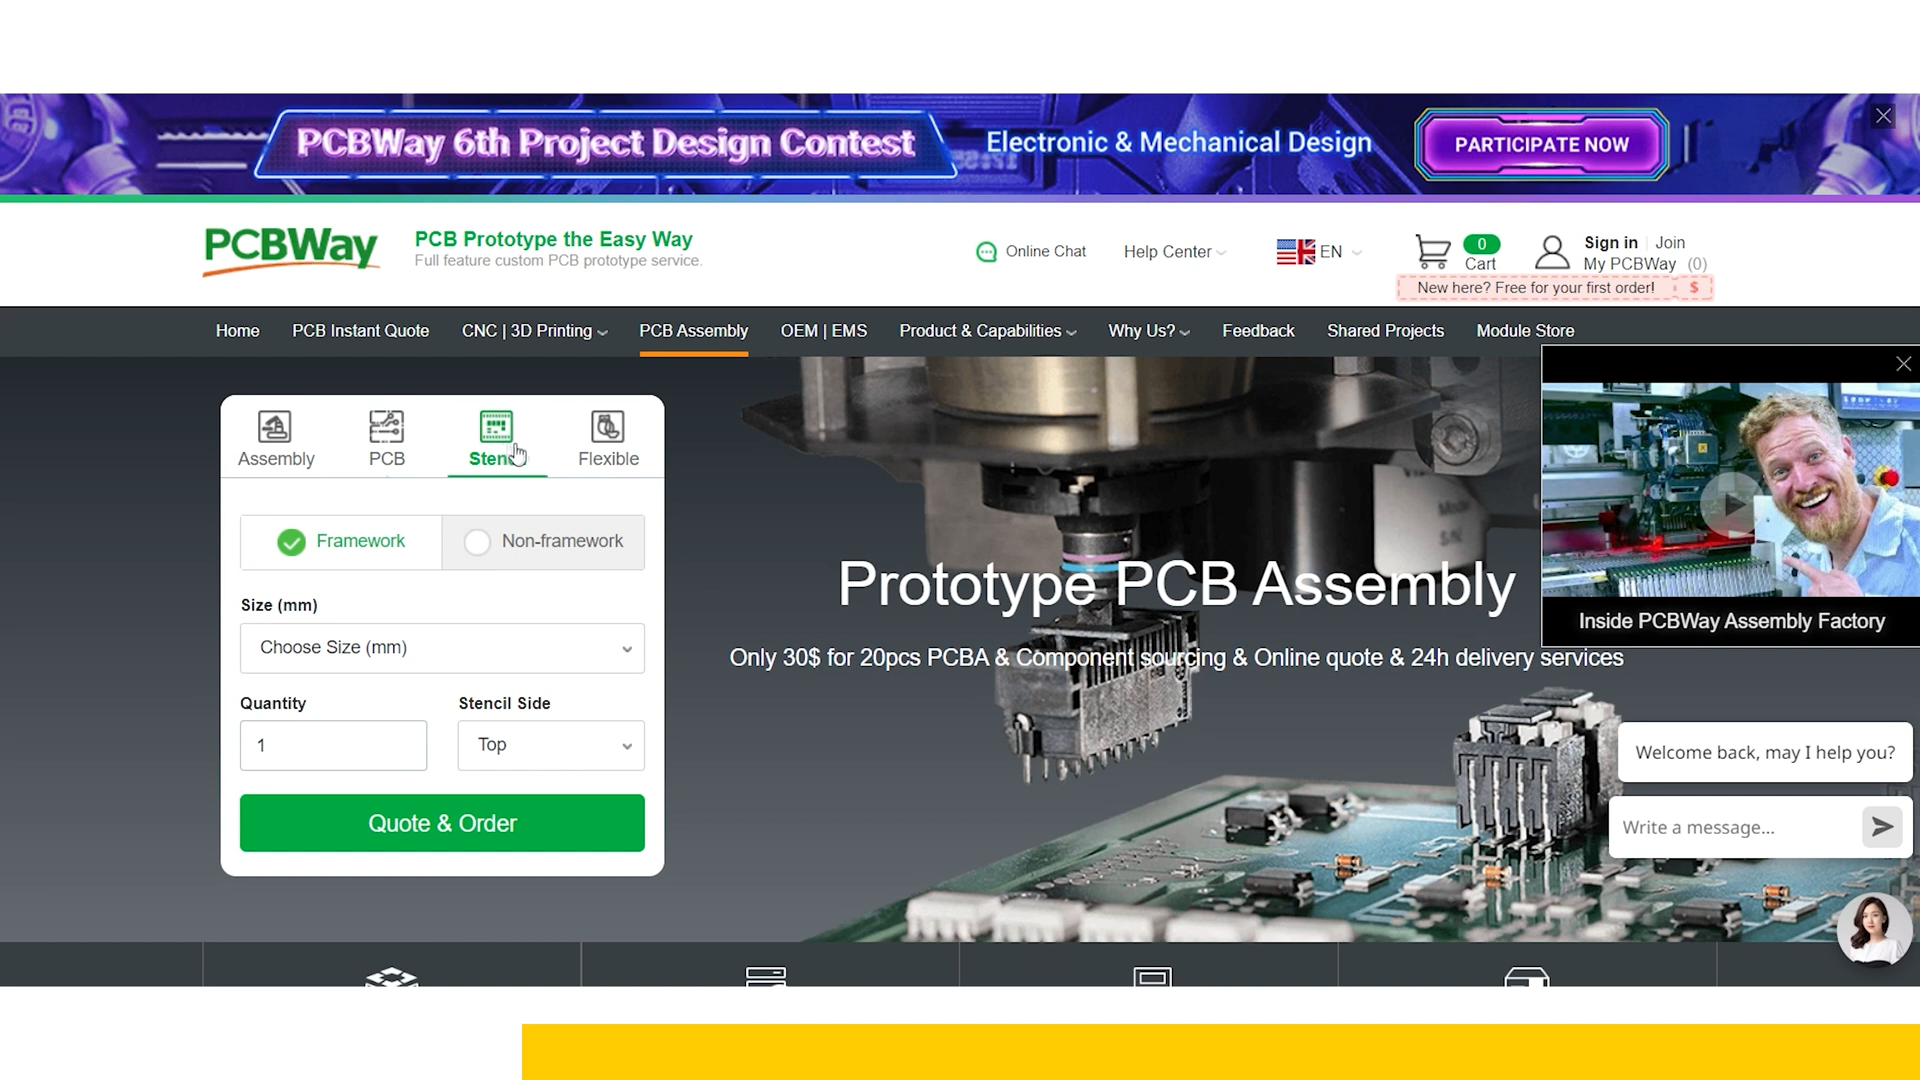 PCBWay 6th Project Design Contest
Electronic & Mechanical Design
PARTICIPATE NOW
PCBWay
PCB Prototype the Easy Way
Full feature custom PCB prototype service.
Online Chat
Help Center
EN
0
Cart
Sign in
Join
My PCBWay (0)
New here? Free for your first order! $
Home
PCB Instant Quote
CNC | 3D Printing
PCB Assembly
OEM | EMS
Product & Capabilities
Why Us?
Feedback
Shared Projects
Module Store
Assembly
PCB
Flexible
Framework
Non-framework
Size (mm)
Choose Size (mm)
Quantity
Stencil Side
1
Top
Quote & Order
Prototype PCB Assembly
Only 30$ for 20pcs PCBA & Component sourcing & Online quote & 24h delivery services
Inside PCBWay Assembly Factory
Welcome back, may I help you?
Write a message...